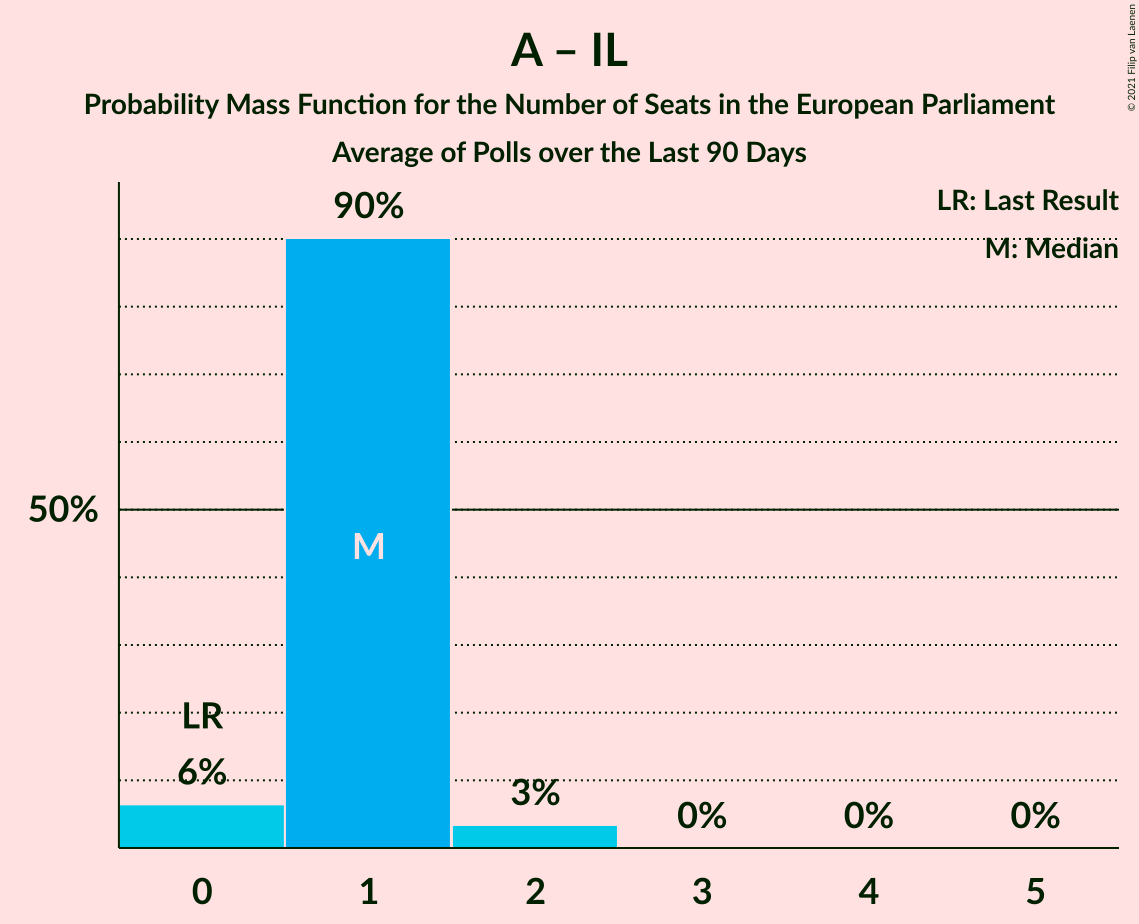 A – IL
Probability Mass Function for the Number of Seats in the European Parliament
Average of Polls over the Last 90 Days
© 2021 Filip van Laenen
LR: Last Result
M: Median
90%
50%
M
LR
6%
3%
0%
0%
0%
0
1
2
3
4
5